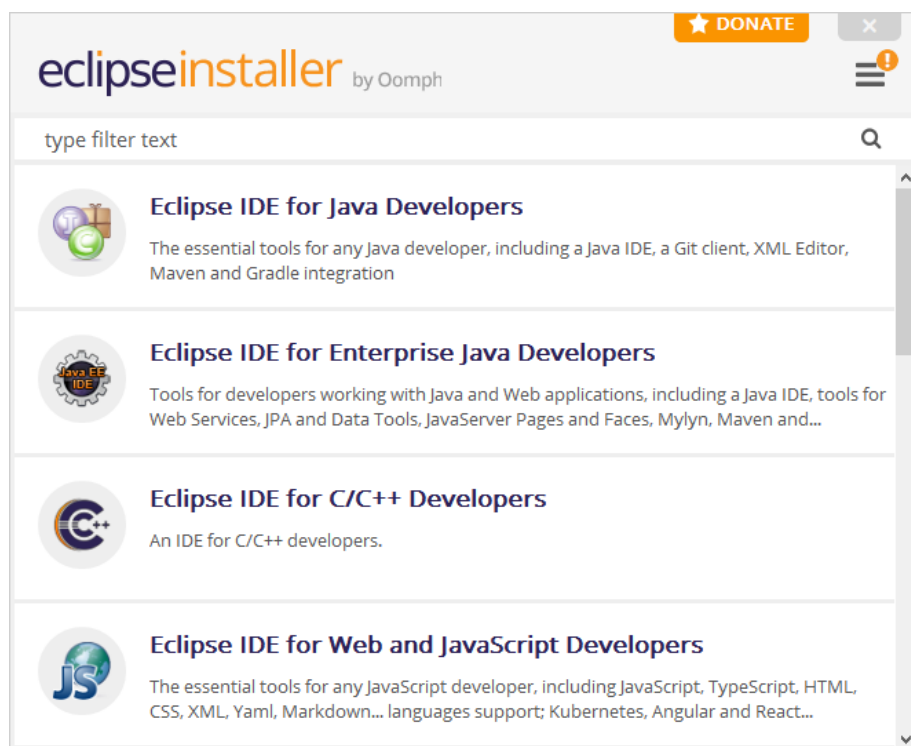 DONATE
eclipseinstaller by Oomph
type filter text
Eclipse IDE for Java Developers
The essential tools for any Java developer, including a Java IDE, a Git client, XML Editor,
Maven and Gradle integration
Java EE
IDE
Eclipse IDE for Enterprise Java Developers
Tools for developers working with Java and Web applications, including a Java IDE, tools for
Web Services, JPA and Data Tools, JavaServer Pages and Faces, Mylyn, Maven and...
C++
Eclipse IDE for C/C++ Developers
An IDE for C/C++ developers.
JS
Eclipse IDE for Web and JavaScript Developers
The essential tools for any JavaScript developer, including JavaScript, TypeScript, HTML,
CSS, XML, Yaml, Markdown... languages support; Kubernetes, Angular and React...